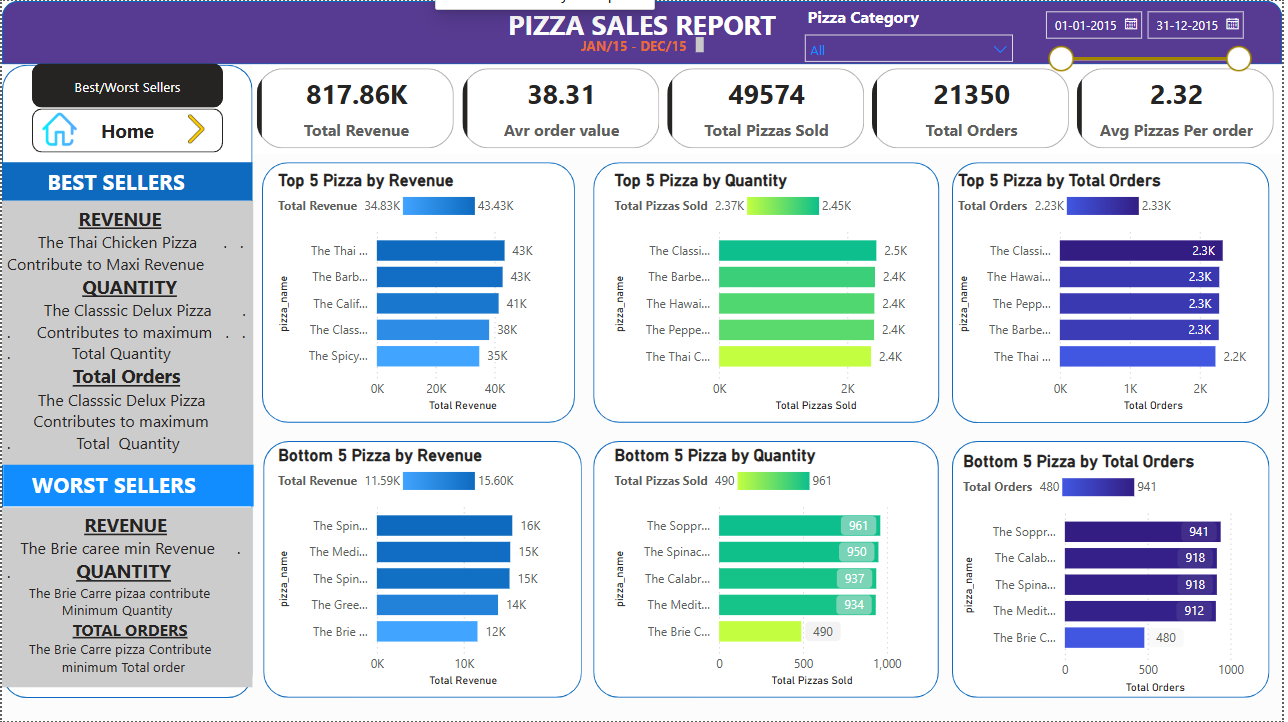 PIZZA SALES REPORT
JAN/15 - DEC/15
Pizza Category
All
01-01-2015
31-12-2015
Best/Worst Sellers
Home
817.86K
Total Revenue
38.31
Avr order value
49574
Total Pizzas Sold
21350
Total Orders
2.32
Avg Pizzas Per order
BEST SELLERS
REVENUE
The Thai Chicken Pizza . .
Contribute to Maxi Revenue
QUANTITY
The Classsic Delux Pizza .
. Contributes to maximum . .
. Total Quantity
Total Orders
The Classsic Delux Pizza
Contributes to maximum
. Total Quantity
WORST SELLERS
REVENUE
The Brie caree min Revenue .
. QUANTITY
The Brie Carre pizaa contribute
Minimum Quantity
TOTAL ORDERS
The Brie Carre pizza Contribute
minimum Total order
Top 5 Pizza by Revenue
Total Revenue 34.83K 43.43K
pizza_name
The Thai ... 43K
The Barb... 43K
The Calif... 41K
The Class... 38K
The Spicy... 35K
0K 20K 40K
Total Revenue
Top 5 Pizza by Quantity
Total Pizzas Sold 2.37K 2.45K
pizza_name
The Classi... 2.5K
The Barbe... 2.4K
The Hawai... 2.4K
The Peppe... 2.4K
The Thai C... 2.4K
0K 2K
Total Pizzas Sold
Top 5 Pizza by Total Orders
Total Orders 2.23K 2.33K
pizza_name
The Classi... 2.3K
The Hawai... 2.3K
The Pepp... 2.3K
The Barbe... 2.3K
The Thai ... 2.2K
0K 1K 2K
Total Orders
Bottom 5 Pizza by Revenue
Total Revenue 11.59K 15.60K
pizza_name
The Spin... 16K
The Medi... 15K
The Spin... 15K
The Gree... 14K
The Brie ... 12K
0K 10K
Total Revenue
Bottom 5 Pizza by Quantity
Total Pizzas Sold 490 961
pizza_name
The Soppr... 961
The Spinac... 950
The Calabr... 937
The Medit... 934
The Brie C... 490
0 500 1,000
Total Pizzas Sold
Bottom 5 Pizza by Total Orders
Total Orders 480 941
pizza_name
The Soppr... 941
The Calab... 918
The Spina... 918
The Medit... 912
The Brie C... 480
0 500 1000
Total Orders